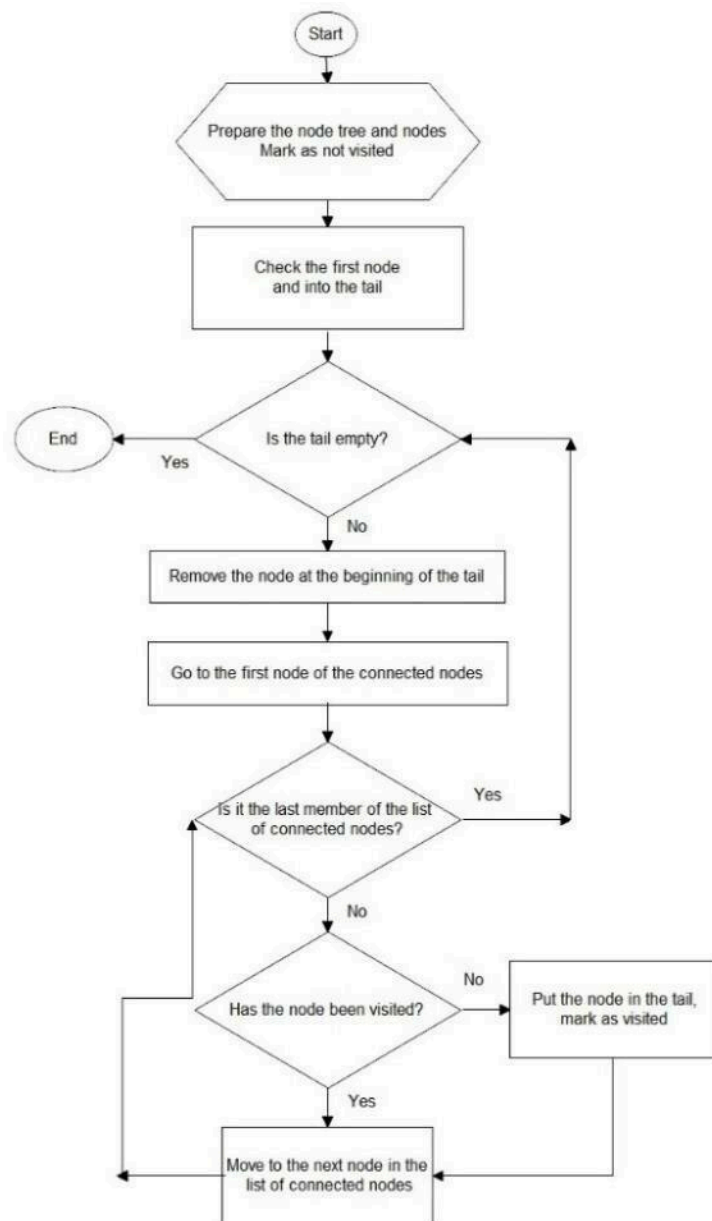 Start
Prepare the node tree and nodes
Mark as not visited
Check the first node
and into the tail
Is the tail empty?
End
Yes
No
Remove the node at the beginning of the tail
Go to the first node of the connected nodes
Is it the last member of the list
of connected nodes?
Yes
No
Has the node been visited?
No
Put the node in the tail,
mark as visited
Yes
Move to the next node in the
list of connected nodes